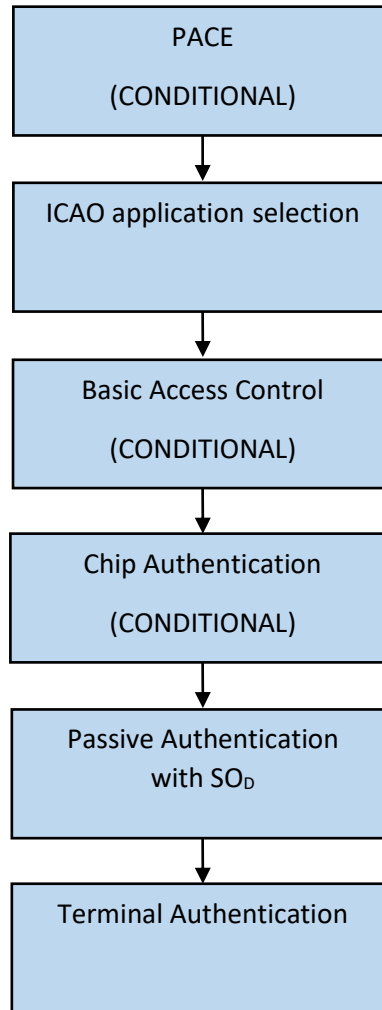 PACE
(CONDITIONAL)
ICAO application selection
Basic Access Control
(CONDITIONAL)
Chip Authentication
(CONDITIONAL)
Passive Authentication
with SOD
Terminal Authentication